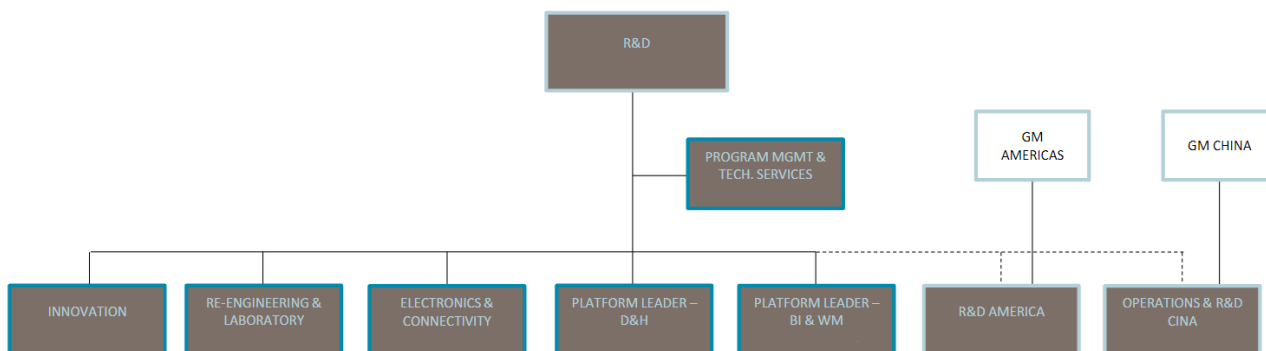 R&D
PROGRAM MGMT &
TECH. SERVICES
GM
AMERICAS
GM CHINA
INNOVATION
RE-ENGINEERING &
LABORATORY
ELECTRONICS &
CONNECTIVITY
PLATFORM LEADER –
D&H
PLATFORM LEADER –
BI & WM
R&D AMERICA
OPERATIONS & R&D
CINA